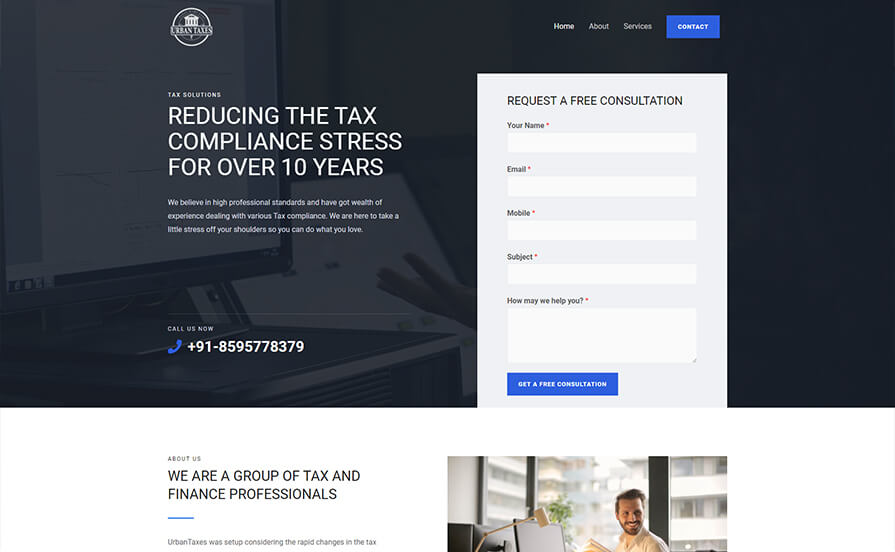 URBAN TAXES
Home
About
Services
CONTACT
TAX SOLUTIONS
REDUCING THE TAX
COMPLIANCE STRESS
FOR OVER 10 YEARS
We believe in high professional standards and have got wealth of
experience dealing with various Tax compliance. We are here to take a
little stress off your shoulders so you can do what you love.
CALL US NOW
+91-8595778379
REQUEST A FREE CONSULTATION
Your Name *
Email *
Mobile *
Subject *
How may we help you? *
GET A FREE CONSULTATION
ABOUT US
WE ARE A GROUP OF TAX AND
FINANCE PROFESSIONALS
UrbanTaxes was setup considering the rapid changes in the tax